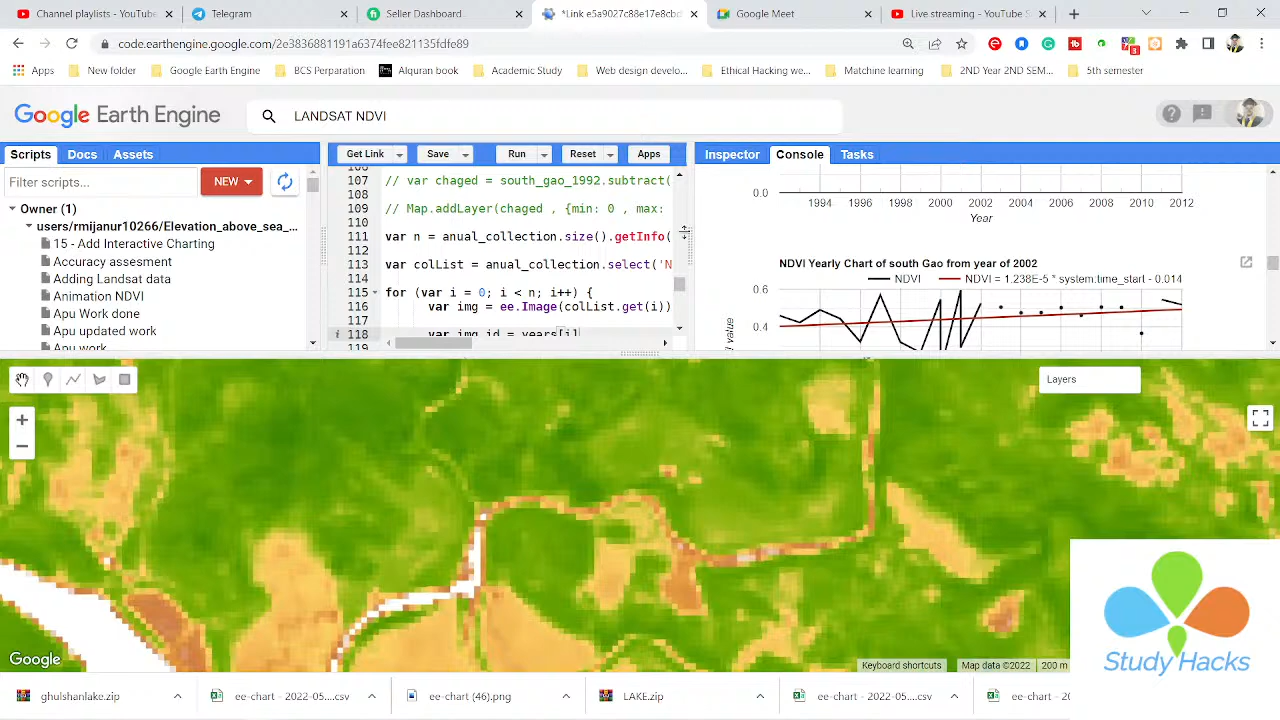 Channel playlists - YouTube
Telegram
Seller Dashboard
*Link e5a9027c88e17e8cbd
Google Meet
Live streaming - YouTube S
code.earthengine.google.com
Apps
New folder
Google Earth Engine
BCS Perparation
Alquran book
Academic Study
Web design develo...
Ethical Hacking we...
Matchine learning
2ND Year 2ND SEM...
5th semester
Google Earth Engine
LANDSAT NDVI
Scripts Docs Assets
Get Link Save Run Reset Apps
Inspector Console Tasks
Filter scripts...
NEW
Owner (1)
users/rmijanur10266/Elevation_above_sea_...
15 - Add Interactive Charting
Accuracy assesment
Adding Landsat data
Animation NDVI
Apu Work done
Apu updated work
Apu work
107 // var chaged = south_gao_1992.subtract(
108
109 // Map.addLayer(chaged , {min: 0 , max:
110
111 var n = anual_collection.size().getInfo(
112
113 var colList = anual_collection.select('N
114
115 for (var i = 0; i < n; i++) {
116 var img = ee.Image(colList.get(i))
117
118 var img_id = years[i]
119
0.0
1994 1996 1998 2000 2002 2004 2006 2008 2010 2012
Year
NDVI Yearly Chart of south Gao from year of 2002
NDVI
NDVI = 1.238E-5 * system:time_start - 0.014
0.6
0.4
Layers
+
−
Google
Keyboard shortcuts
Map data ©2022
200 m
Study Hacks
ghulshanlake.zip
ee-chart - 2022-05....csv
ee-chart (46).png
LAKE.zip
ee-chart - 2022-05....csv
ee-chart - 20